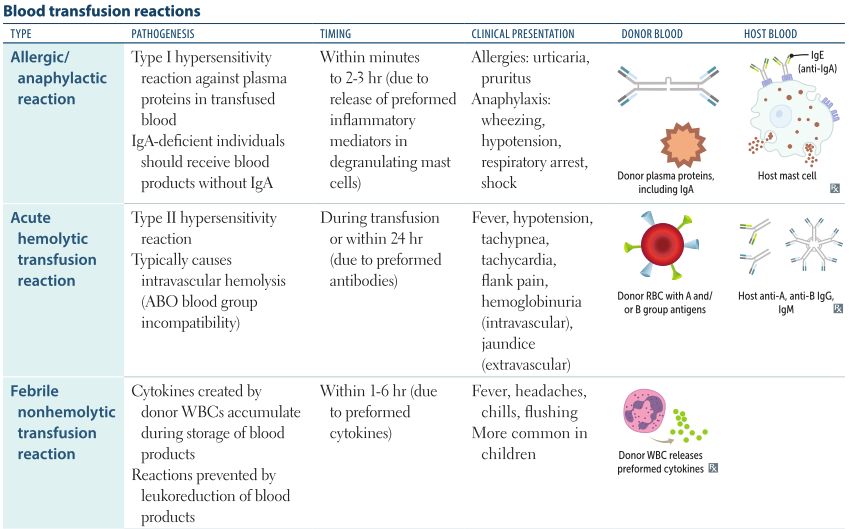 Blood transfusion reactions
TYPE
PATHOGENESIS
TIMING
CLINICAL PRESENTATION
DONOR BLOOD
HOST BLOOD
Allergic/
anaphylactic
reaction
Type I hypersensitivity
reaction against plasma
proteins in transfused
blood
IgA-deficient individuals
should receive blood
products without IgA
Within minutes
to 2-3 hr (due to
release of preformed
inflammatory
mediators in
degranulating mast
cells)
Allergies: urticaria,
pruritus
Anaphylaxis:
wheezing,
hypotension,
respiratory arrest,
shock
Donor plasma proteins,
including IgA
IgE
(anti-IgA)
Host mast cell
Rx
Acute
hemolytic
transfusion
reaction
Type II hypersensitivity
reaction
Typically causes
intravascular hemolysis
(ABO blood group
incompatibility)
During transfusion
or within 24 hr
(due to preformed
antibodies)
Fever, hypotension,
tachypnea,
tachycardia,
flank pain,
hemoglobinuria
(intravascular),
jaundice
(extravascular)
Donor RBC with A and/
or B group antigens
Host anti-A, anti-B IgG,
IgM
Rx
Febrile
nonhemolytic
transfusion
reaction
Cytokines created by
donor WBCs accumulate
during storage of blood
products
Reactions prevented by
leukoreduction of blood
products
Within 1-6 hr (due
to preformed
cytokines)
Fever, headaches,
chills, flushing
More common in
children
Donor WBC releases
preformed cytokines
Rx